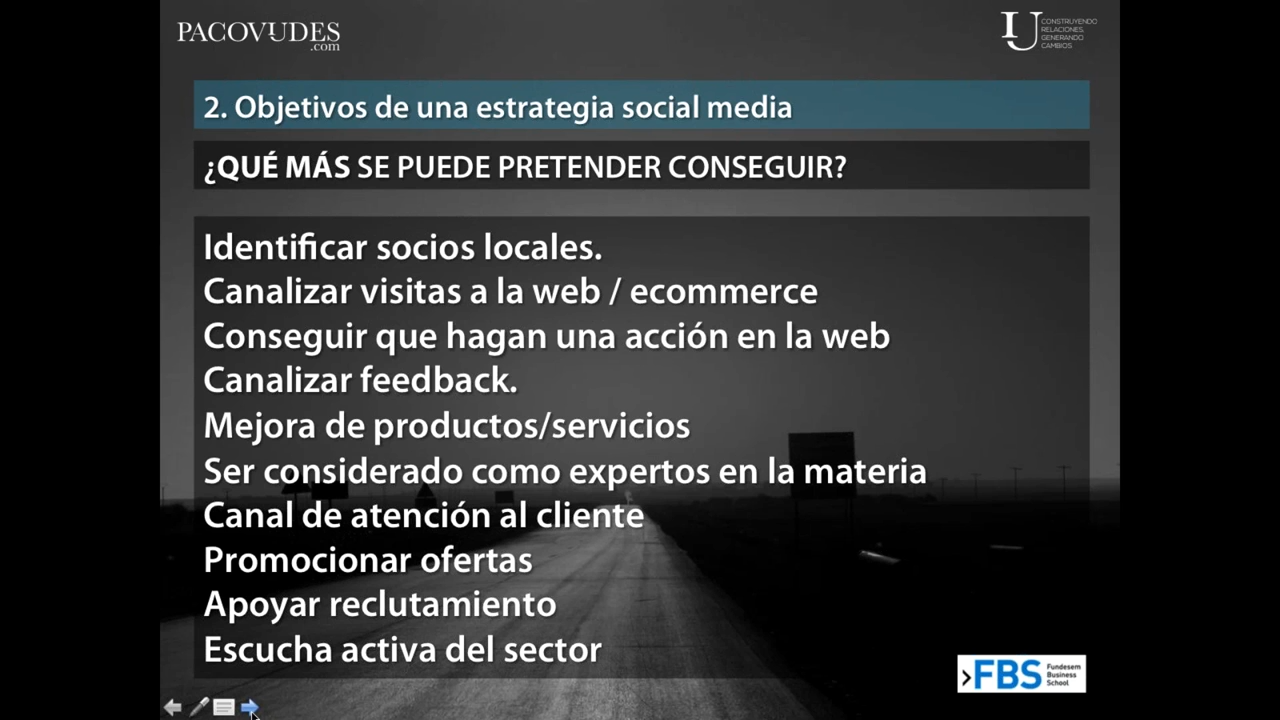 PACOVUDES
.com
U CONSTRUYENDO
RELACIONES,
GENERANDO
CAMBIOS.
2. Objetivos de una estrategia social media
¿QUÉ MÁS SE PUEDE PRETENDER CONSEGUIR?
Identificar socios locales.
Canalizar visitas a la web / ecommerce
Conseguir que hagan una acción en la web
Canalizar feedback.
Mejora de productos/servicios
Ser considerado como expertos en la materia
Canal de atención al cliente
Promocionar ofertas
Apoyar reclutamiento
Escucha activa del sector
>FBS Fundesem
Business
School